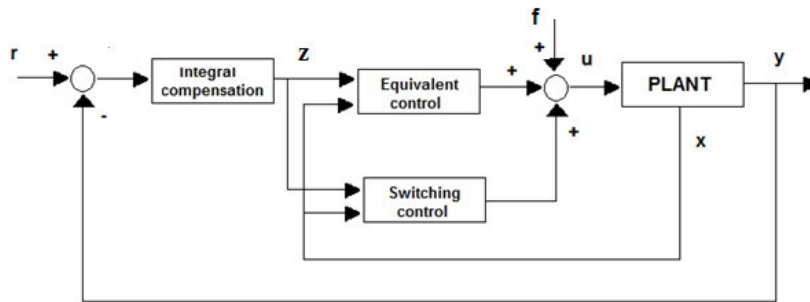 f
r
+
Integral
compensation
z
Equivalent
control
+
+
u
PLANT
y
-
+
x
Switching
control